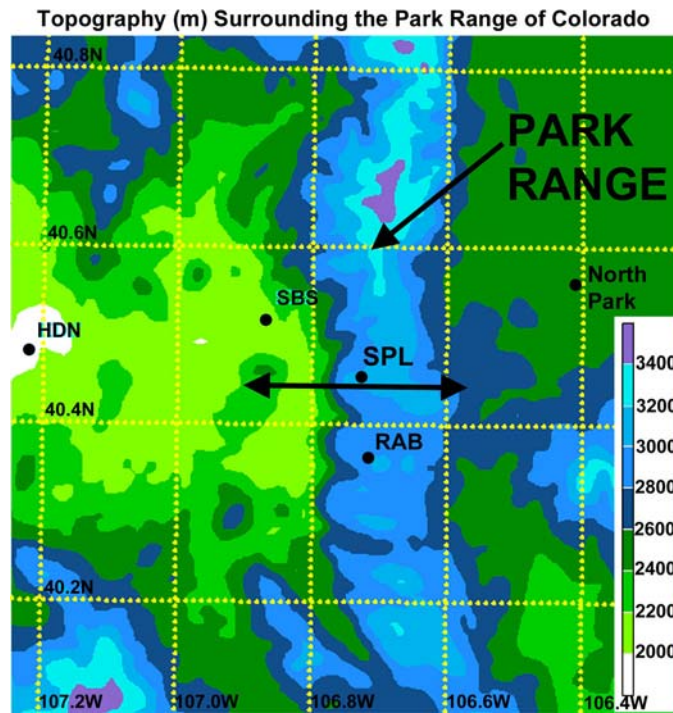 Topography (m) Surrounding the Park Range of Colorado
40.8N
PARK
RANGE
40.6N
SBS
North
Park
HDN
SPL
3400
3200
40.4N
3000
RAB
2800
2600
2400
40.2N
2200
2000
107.2W 107.0W 106.8W 106.6W 106.4W